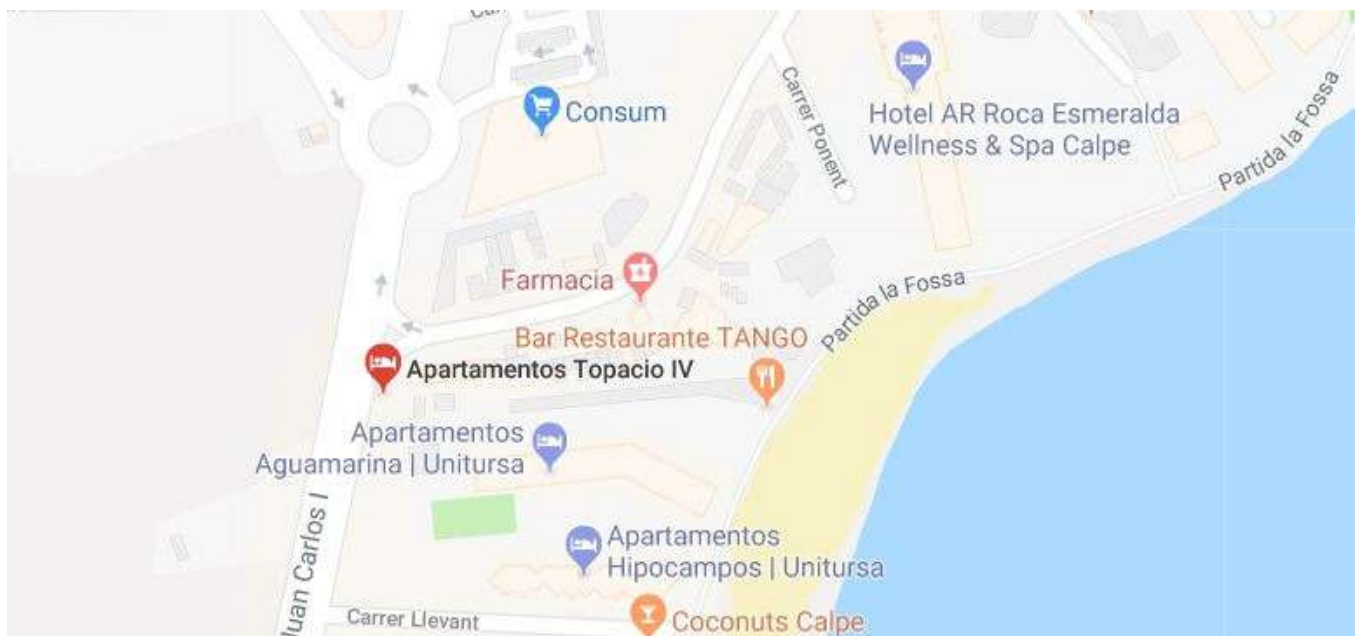 Consum
Carrer Ponent
Hotel AR Roca Esmeralda
Wellness & Spa Calpe
Partida la Fossa
Farmacia
Partida la Fossa
Bar Restaurante TANGO
Apartamentos Topacio IV
Apartamentos
Aguamarina | Unitursa
Juan Carlos I
Apartamentos
Hipocampos | Unitursa
Carrer Llevant
Coconuts Calpe